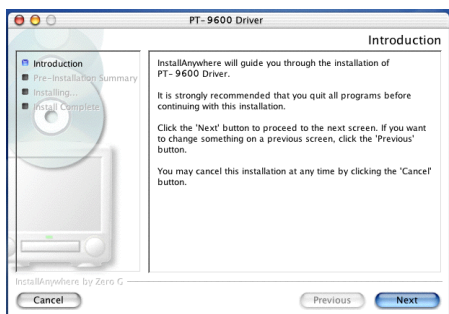 PT-9600 Driver
Introduction
Introduction
Pre-Installation Summary
Installing...
Install Complete
InstallAnywhere will guide you through the installation of
PT- 9600 Driver.
It is strongly recommended that you quit all programs before
continuing with this installation.
Click the 'Next' button to proceed to the next screen. If you want
to change something on a previous screen, click the 'Previous'
button.
You may cancel this installation at any time by clicking the 'Cancel'
button.
InstallAnywhere by Zero G
Cancel
Previous
Next